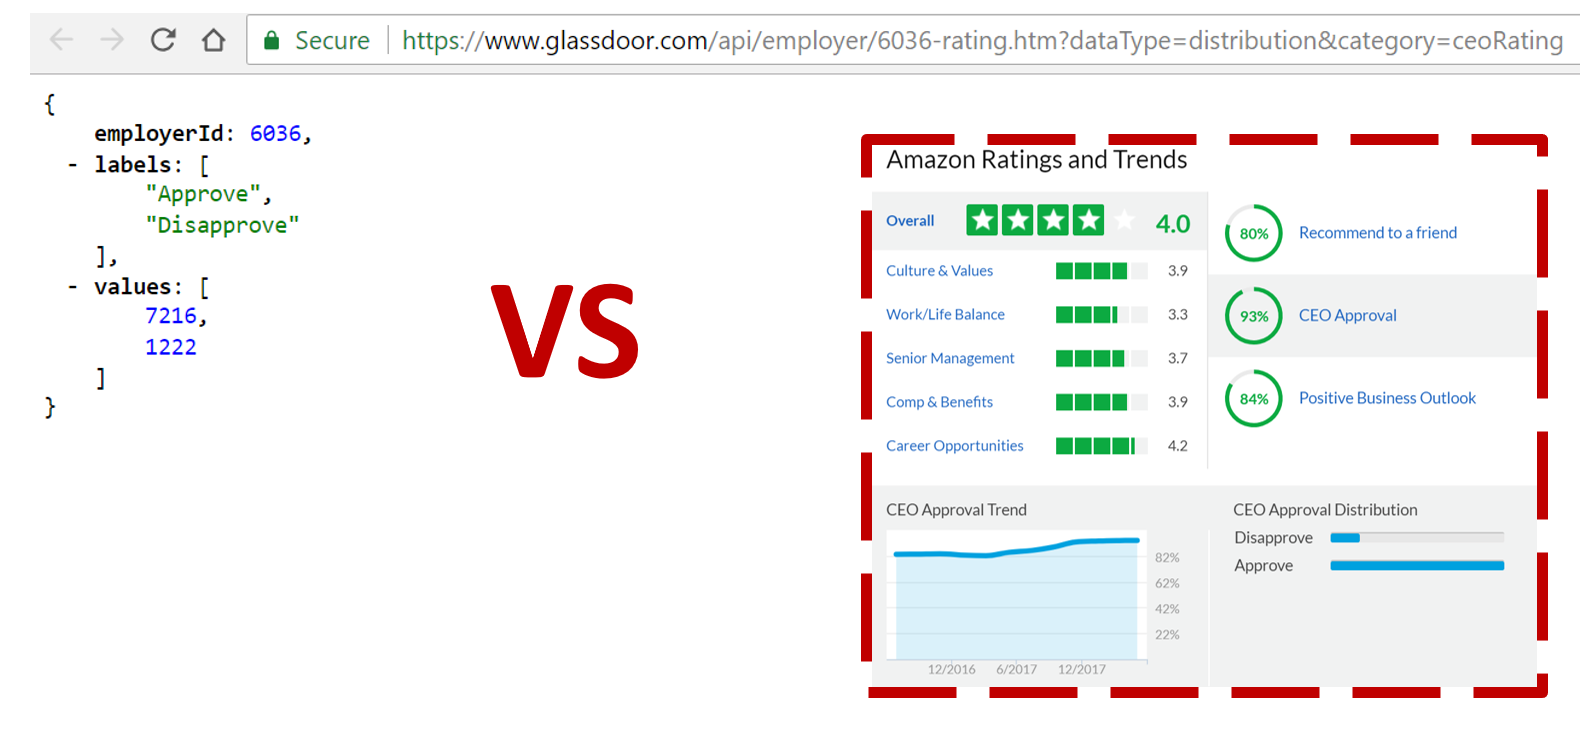 Secure https://www.glassdoor.com/api/employer/6036-rating.htm?dataType=distribution&category=ceoRating
{
employerId: 6036,
- labels: [
"Approve",
"Disapprove"
],
- values: [
7216,
1222
]
}
VS
Amazon Ratings and Trends
Overall 4.0
Culture & Values 3.9
Work/Life Balance 3.3
Senior Management 3.7
Comp & Benefits 3.9
Career Opportunities 4.2
80% Recommend to a friend
93% CEO Approval
84% Positive Business Outlook
CEO Approval Trend
82%
62%
42%
22%
12/2016 6/2017 12/2017
CEO Approval Distribution
Disapprove
Approve